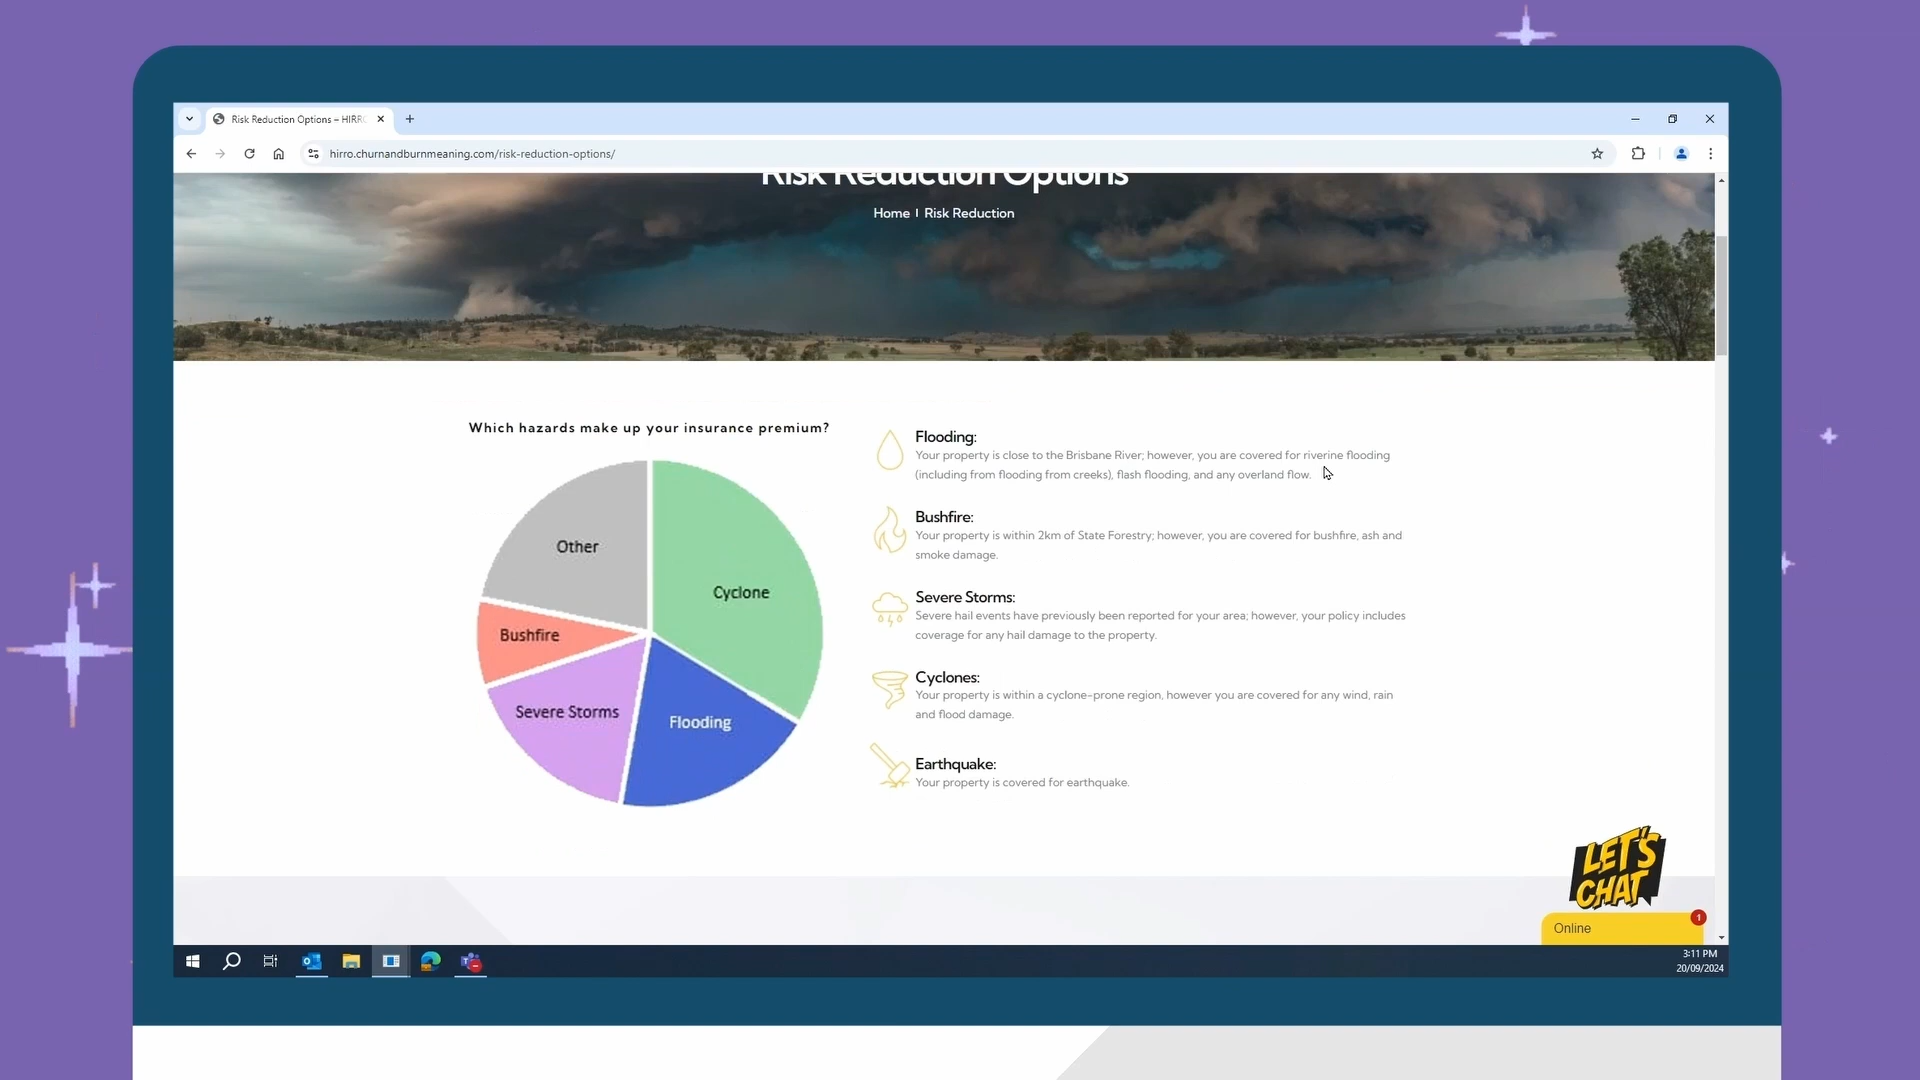 Risk Reduction Options – HIRR
hirro.churnandburnmeaning.com/risk-reduction-options/
Risk Reduction Options
Home | Risk Reduction
Which hazards make up your insurance premium?
Other
Cyclone
Bushfire
Severe Storms
Flooding
Flooding:
Your property is close to the Brisbane River; however, you are covered for riverine flooding
(including from flooding from creeks), flash flooding, and any overland flow.
Bushfire:
Your property is within 2km of State Forestry; however, you are covered for bushfire, ash and
smoke damage.
Severe Storms:
Severe hail events have previously been reported for your area; however, your policy includes
coverage for any hail damage to the property.
Cyclones:
Your property is within a cyclone-prone region, however you are covered for any wind, rain
and flood damage.
Earthquake:
Your property is covered for earthquake.
LET'S
CHAT
Online
1
3:11 PM
20/09/2024